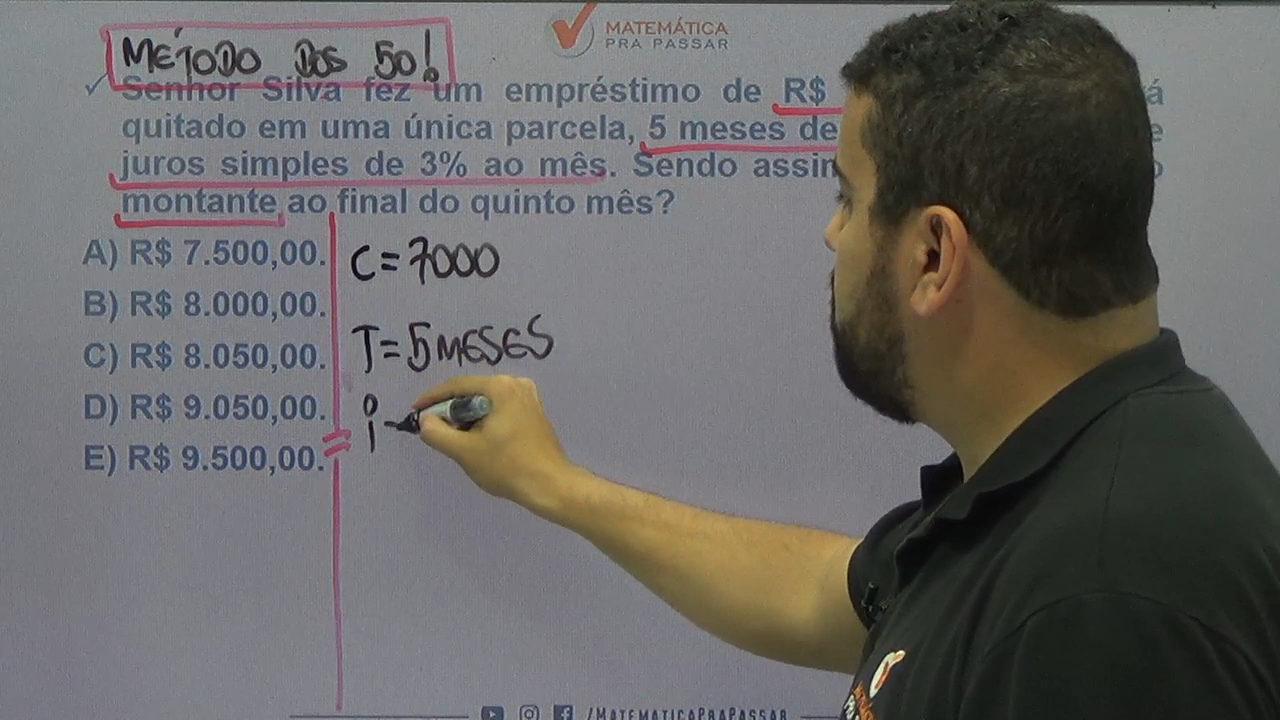 MÉTODO DOS 50!
MATEMÁTICA
PRA PASSAR
Senhor Silva fez um empréstimo de R$
quitado em uma única parcela, 5 meses de
juros simples de 3% ao mês. Sendo assim
montante ao final do quinto mês?
A) R$ 7.500,00.
B) R$ 8.000,00.
C) R$ 8.050,00.
D) R$ 9.050,00.
E) R$ 9.500,00.
C = 7000
T = 5 MESES
i
/MATEMATICAPRAPASSAR